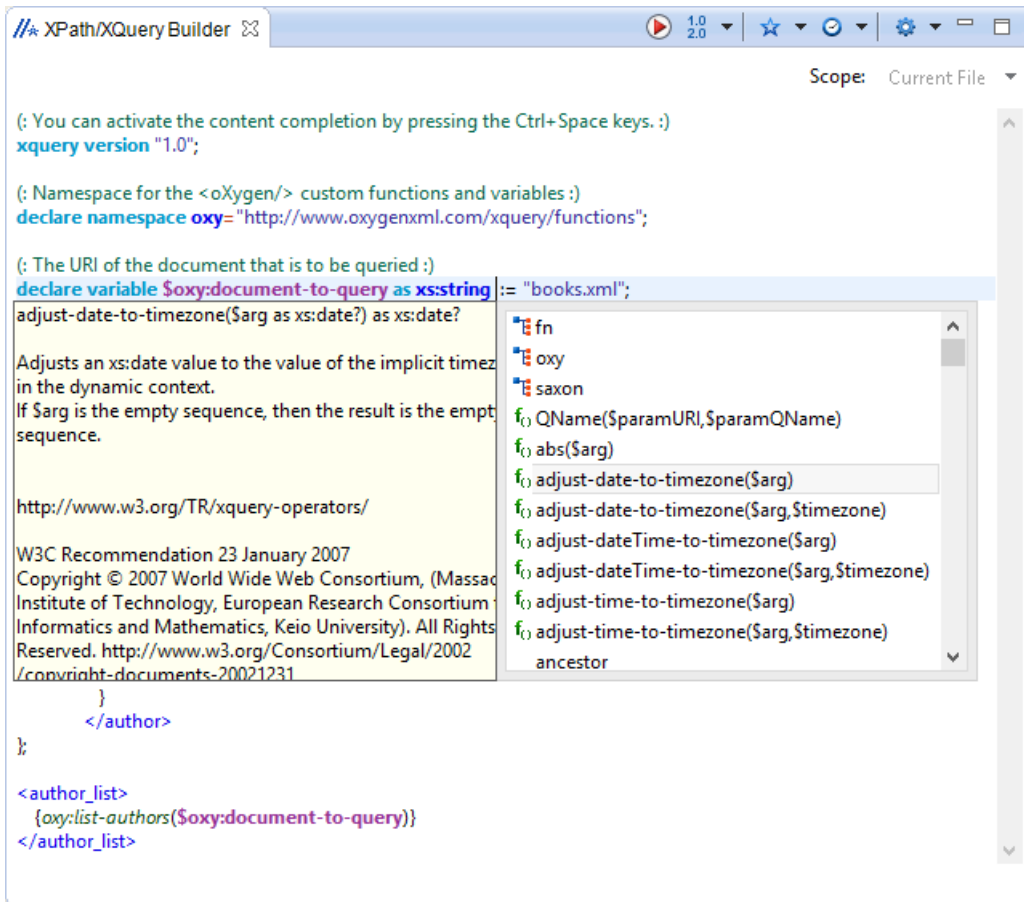 XPath/XQuery Builder
1.0
2.0
Scope: Current File
(: You can activate the content completion by pressing the Ctrl+Space keys. :)
xquery version "1.0";
(: Namespace for the <oXygen/> custom functions and variables :)
declare namespace oxy="http://www.oxygenxml.com/xquery/functions";
(: The URI of the document that is to be queried :)
declare variable $oxy:document-to-query as xs:string := "books.xml";
adjust-date-to-timezone($arg as xs:date?) as xs:date?
Adjusts an xs:date value to the value of the implicit timez
in the dynamic context.
If $arg is the empty sequence, then the result is the empt
sequence.
http://www.w3.org/TR/xquery-operators/
W3C Recommendation 23 January 2007
Copyright © 2007 World Wide Web Consortium, (Massac
Institute of Technology, European Research Consortium
Informatics and Mathematics, Keio University). All Rights
Reserved. http://www.w3.org/Consortium/Legal/2002
/copyright-documents-20021231
fn
oxy
saxon
f() QName($paramURI,$paramQName)
f() abs($arg)
f() adjust-date-to-timezone($arg)
f() adjust-date-to-timezone($arg,$timezone)
f() adjust-dateTime-to-timezone($arg)
f() adjust-dateTime-to-timezone($arg,$timezone)
f() adjust-time-to-timezone($arg)
f() adjust-time-to-timezone($arg,$timezone)
ancestor
}
</author>
};
<author_list>
{oxy:list-authors($oxy:document-to-query)}
</author_list>